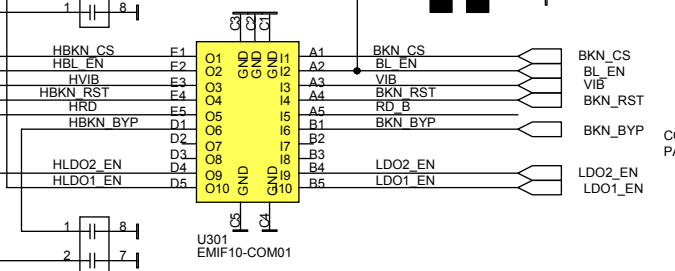 1 8
C3 C2 C1
GND GND GND
HBKN_CS E1 O1 I1 A1 BKN_CS BKN_CS
HBL_EN E2 O2 I2 A2 BL_EN BL_EN
HVIB E3 O3 I3 A3 VIB VIB
HBKN_RST E4 O4 I4 A4 BKN_RST BKN_RST
HRD E5 O5 I5 A5 RD_B
HBKN_BYP D1 O6 I6 B1 BKN_BYP BKN_BYP
D2 O7 I7 B2
D3 O8 I8 B3
HLDO2_EN D4 O9 I9 B4 LDO2_EN LDO2_EN
HLDO1_EN D5 O10 I10 B5 LDO1_EN LDO1_EN
GND GND
C5 C4
1 8
U301
EMIF10-COM01
2 7